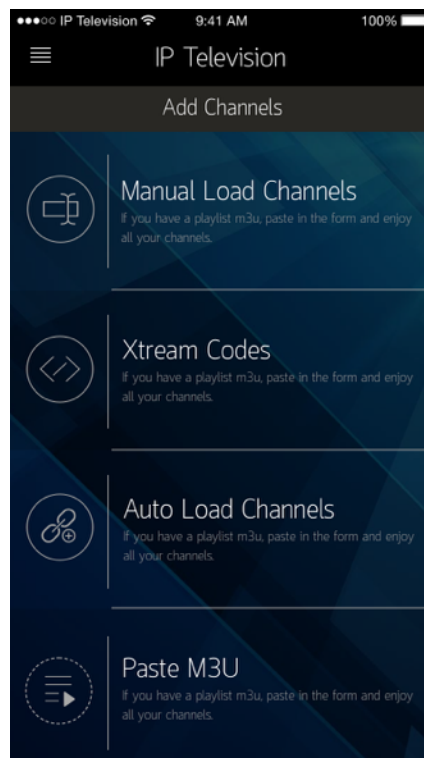 IP Television 9:41 AM 100%
IP Television
Add Channels
Manual Load Channels
If you have a playlist m3u, paste in the form and enjoy
all your channels.
Xtream Codes
If you have a playlist m3u, paste in the form and enjoy
all your channels.
Auto Load Channels
If you have a playlist m3u, paste in the form and enjoy
all your channels.
Paste M3U
If you have a playlist m3u, paste in the form and enjoy
all your channels.